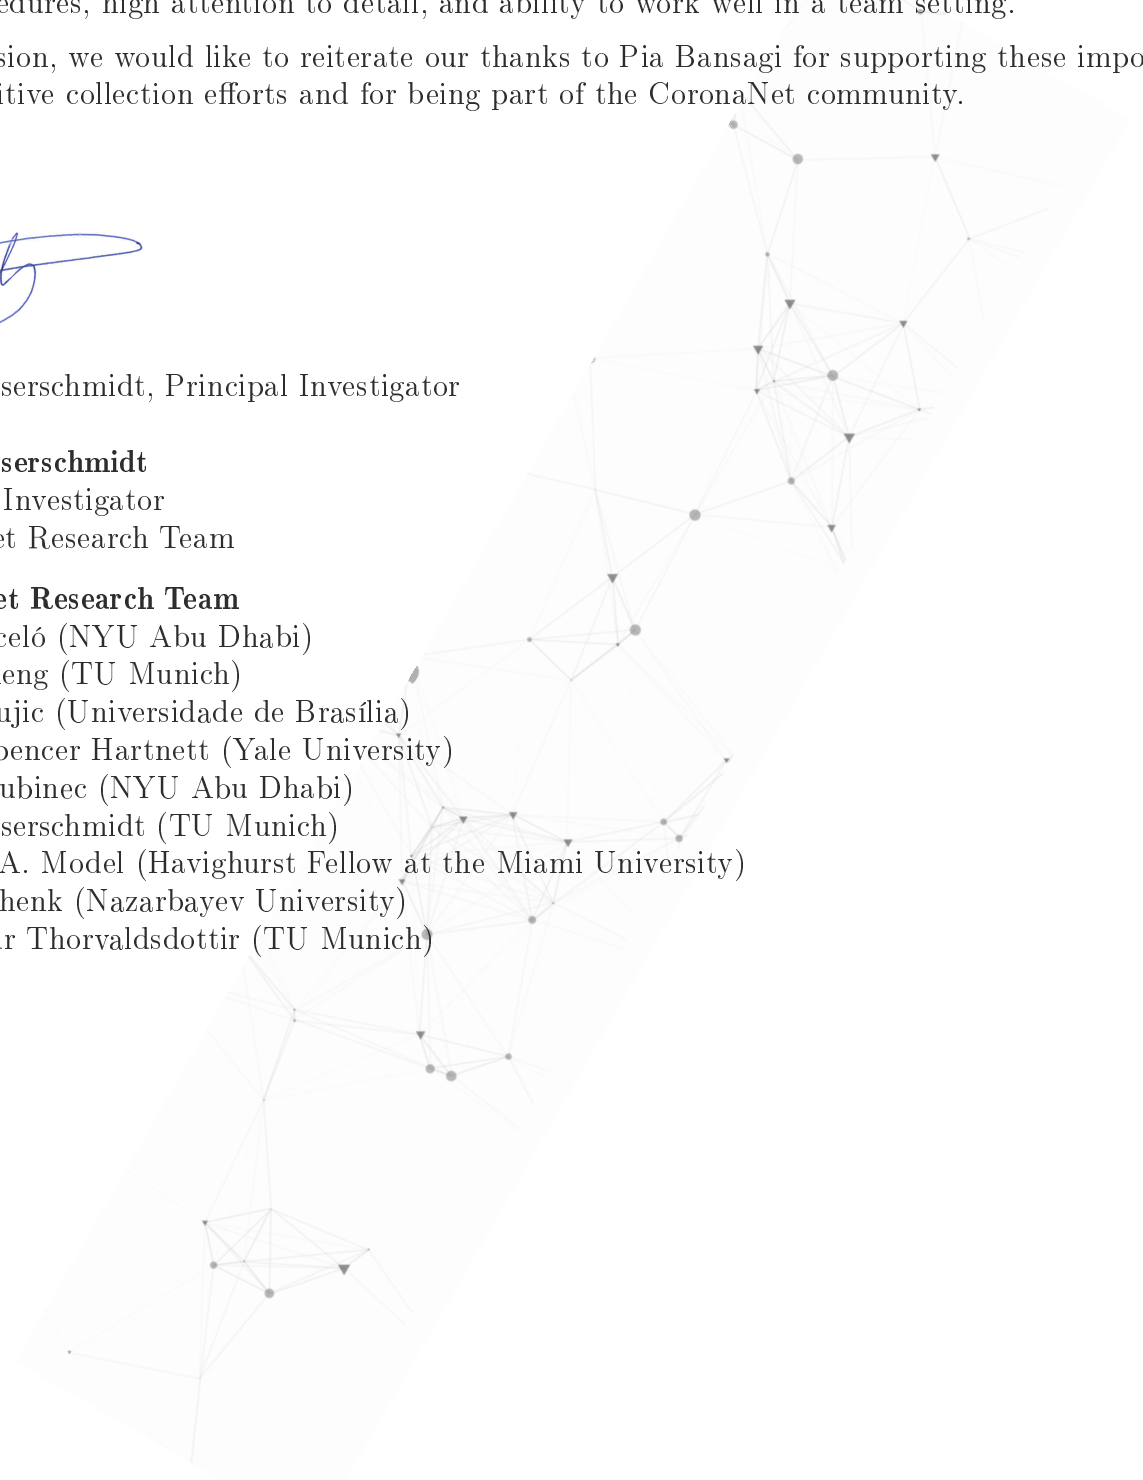 edures, high attention to detail, and ability to work well in a team setting.
sion, we would like to reiterate our thanks to Pia Bansagi for supporting these impo
itive collection efforts and for being part of the CoronaNet community.
serschmidt, Principal Investigator
serschmidt
Investigator
et Research Team
et Research Team
celó (NYU Abu Dhabi)
eng (TU Munich)
ujic (Universidade de Brasília)
pencer Hartnett (Yale University)
ubinec (NYU Abu Dhabi)
serschmidt (TU Munich)
A. Model (Havighurst Fellow at the Miami University)
henk (Nazarbayev University)
ur Thorvaldsdottir (TU Munich)